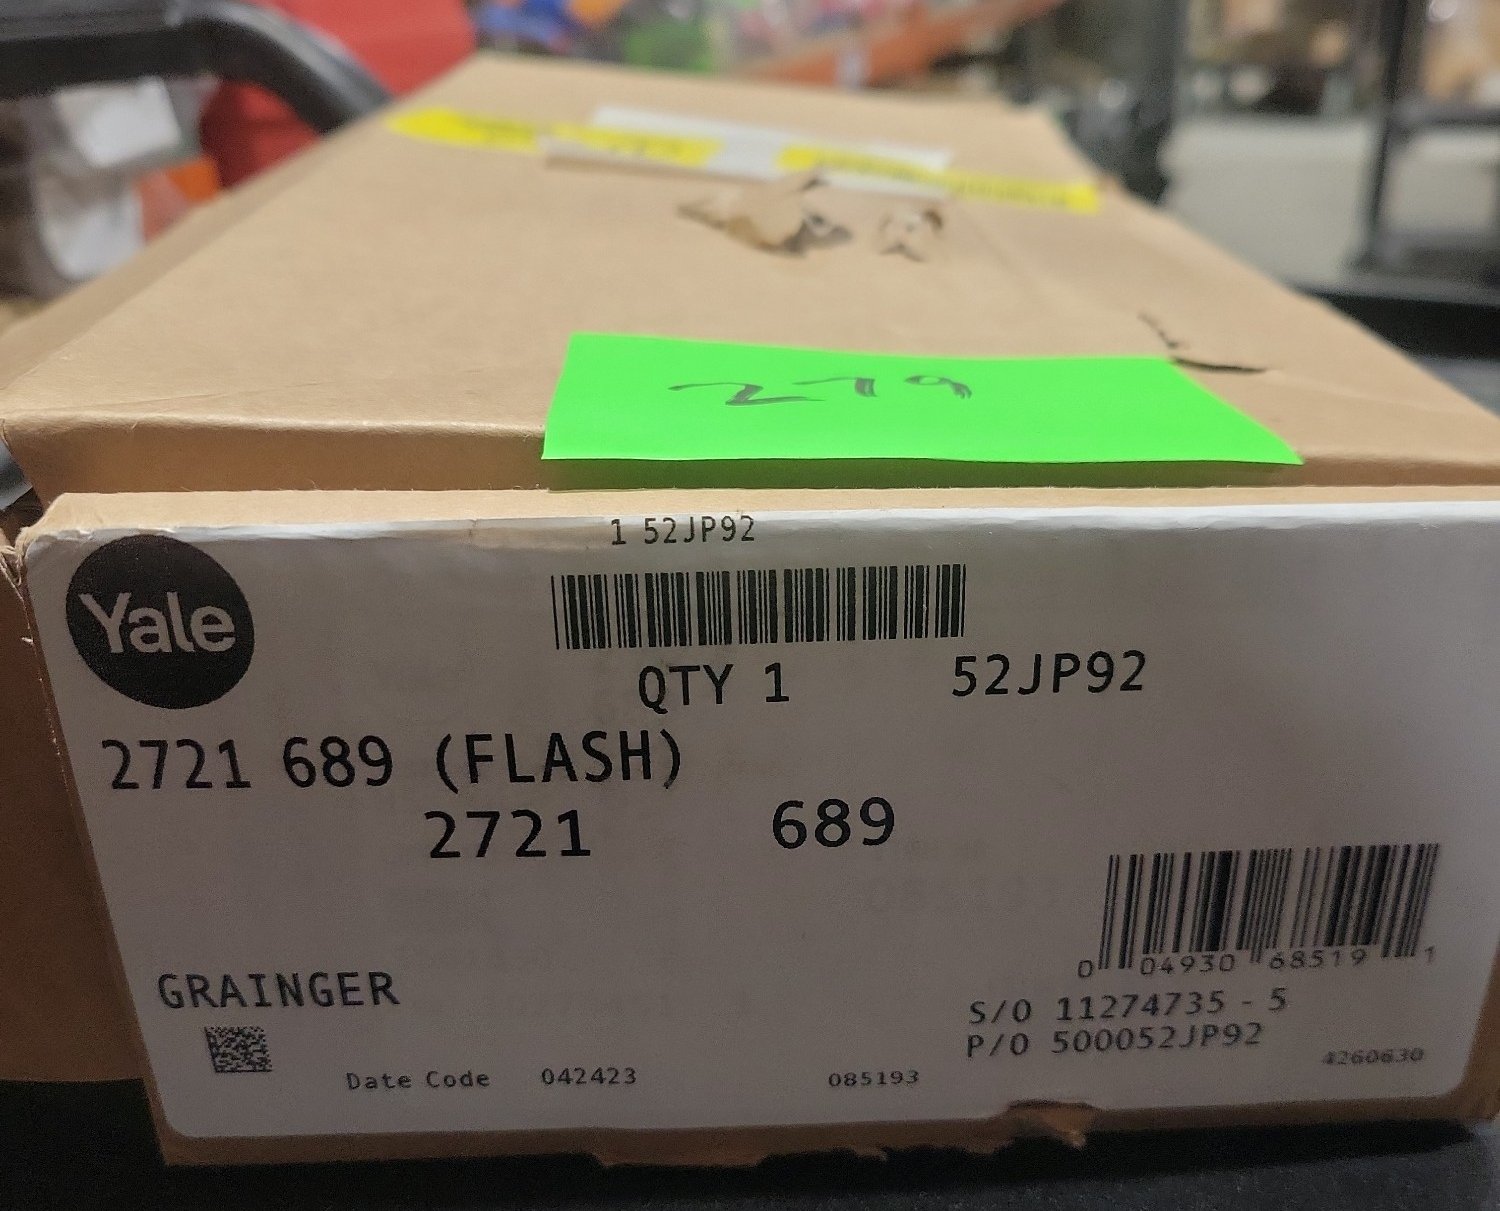 279
1 52JP92
Yale
QTY 1 52JP92
2721 689 (FLASH)
2721 689
0 04930 68519 1
GRAINGER
S/O 11274735 - 5
P/O 500052JP92
4260630
Date Code 042423 085193